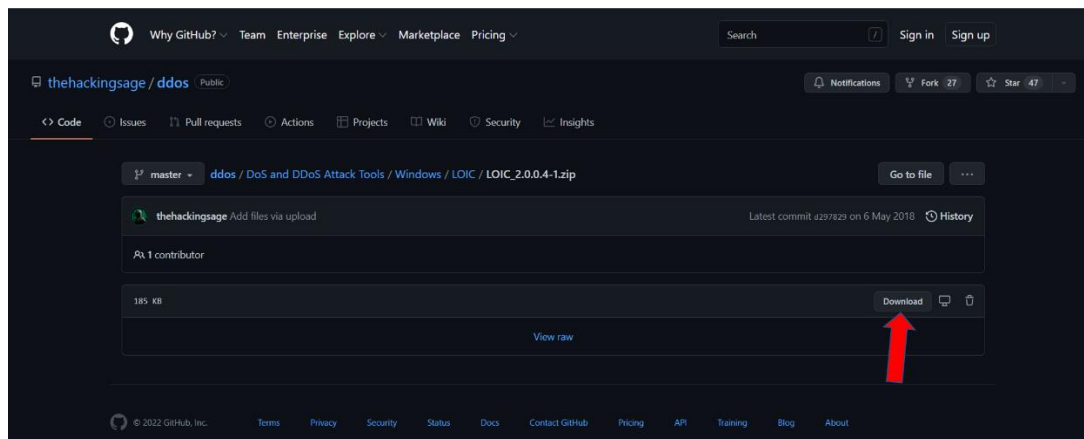 Why GitHub? Team Enterprise Explore Marketplace Pricing Search / Sign in Sign up
thehackingsage / ddos Public Notifications Fork 27 Star 47
<> Code Issues Pull requests Actions Projects Wiki Security Insights
master ddos / DoS and DDoS Attack Tools / Windows / LOIC / LOIC_2.0.0.4-1.zip Go to file ...
thehackingsage Add files via upload Latest commit d297829 on 6 May 2018 History
1 contributor
185 KB Download
View raw
© 2022 GitHub, Inc. Terms Privacy Security Status Docs Contact GitHub Pricing API Training Blog About